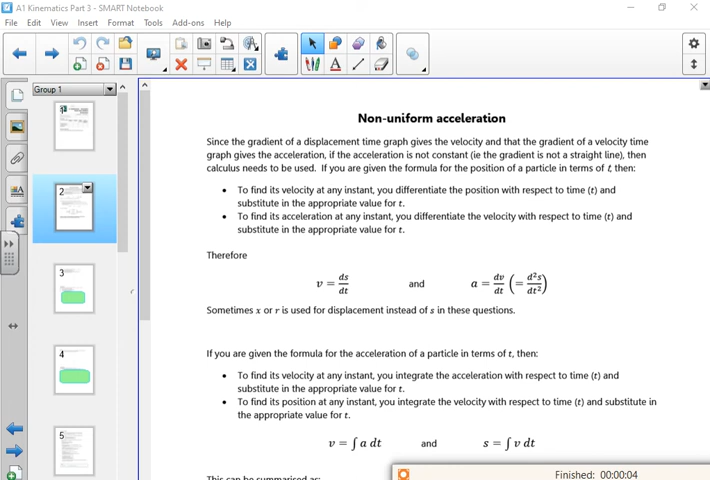 A1 Kinematics Part 3 - SMART Notebook
File Edit View Insert Format Tools Add-ons Help
Group 1
2
3
4
5
Non-uniform acceleration
Since the gradient of a displacement time graph gives the velocity and that the gradient of a velocity time
graph gives the acceleration, if the acceleration is not constant (ie the gradient is not a straight line), then
calculus needs to be used. If you are given the formula for the position of a particle in terms of t, then:
• To find its velocity at any instant, you differentiate the position with respect to time (t) and
substitute in the appropriate value for t.
• To find its acceleration at any instant, you differentiate the velocity with respect to time (t) and
substitute in the appropriate value for t.
Therefore
v = ds/dt and a = dv/dt (= d²s/dt²)
Sometimes x or r is used for displacement instead of s in these questions.
If you are given the formula for the acceleration of a particle in terms of t, then:
• To find its velocity at any instant, you integrate the acceleration with respect to time (t) and
substitute in the appropriate value for t.
• To find its position at any instant, you integrate the velocity with respect to time (t) and substitute in
the appropriate value for t.
v = ∫ a dt and s = ∫ v dt
This can be summarised as:
Finished: 00:00:04